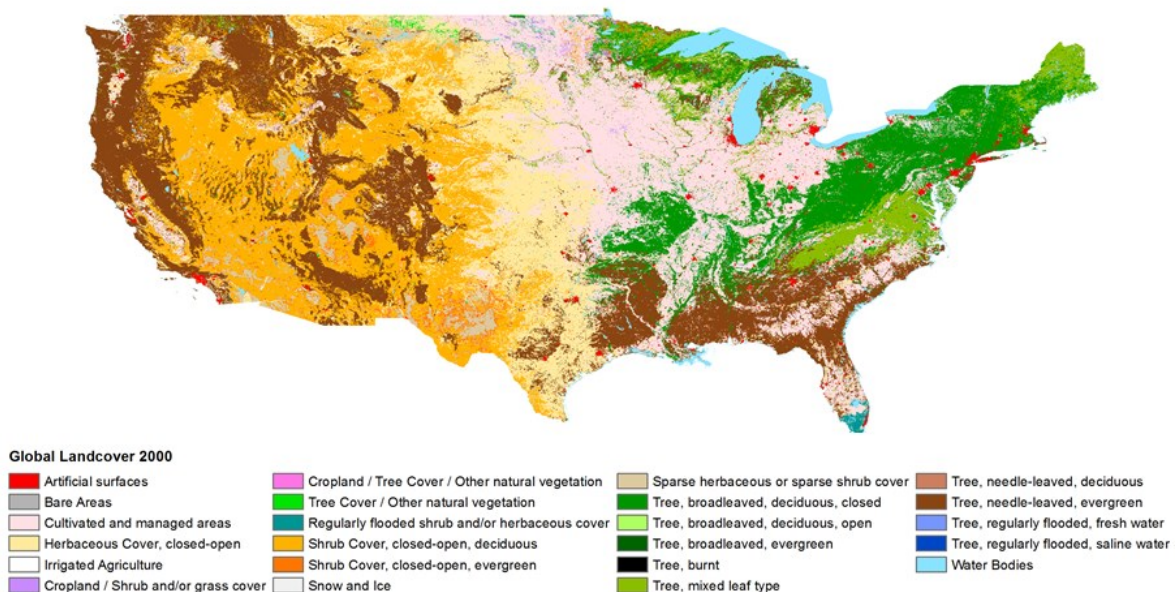 Global Landcover 2000
Artificial surfaces
Bare Areas
Cultivated and managed areas
Herbaceous Cover, closed-open
Irrigated Agriculture
Cropland / Shrub and/or grass cover
Cropland / Tree Cover / Other natural vegetation
Tree Cover / Other natural vegetation
Regularly flooded shrub and/or herbaceous cover
Shrub Cover, closed-open, deciduous
Shrub Cover, closed-open, evergreen
Snow and Ice
Sparse herbaceous or sparse shrub cover
Tree, broadleaved, deciduous, closed
Tree, broadleaved, deciduous, open
Tree, broadleaved, evergreen
Tree, burnt
Tree, mixed leaf type
Tree, needle-leaved, deciduous
Tree, needle-leaved, evergreen
Tree, regularly flooded, fresh water
Tree, regularly flooded, saline water
Water Bodies